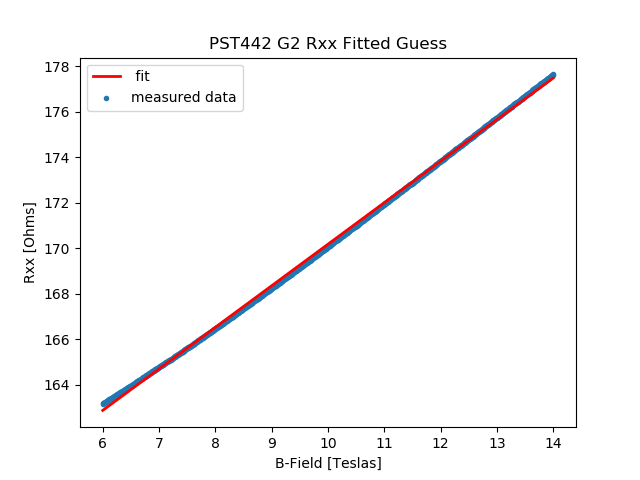 PST442 G2 Rxx Fitted Guess
fit
measured data
178
176
174
172
170
168
166
164
Rxx [Ohms]
6 7 8 9 10 11 12 13 14
B-Field [Teslas]